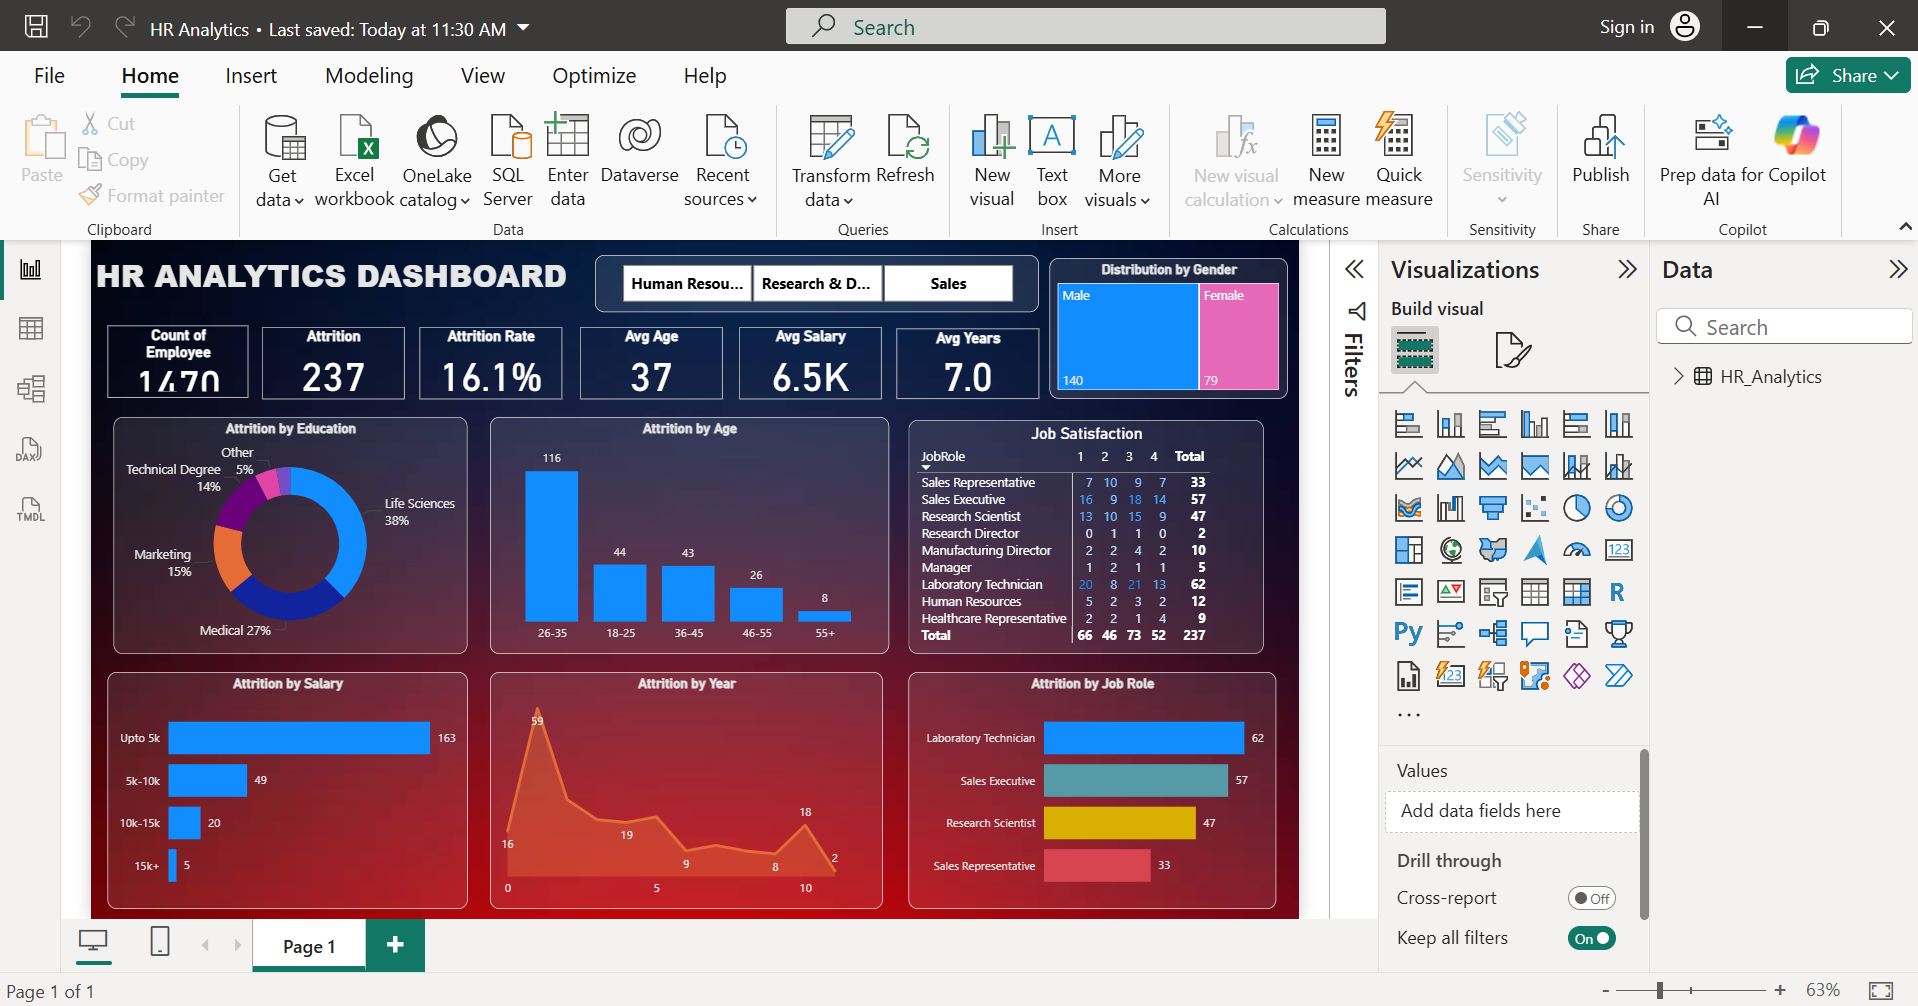 HR Analytics • Last saved: Today at 11:30 AM
Search
Sign in
File Home Insert Modeling View Optimize Help
Share
Paste
Cut
Copy
Format painter
Clipboard
Get data
Excel workbook
OneLake catalog
SQL Server
Enter data
Dataverse
Recent sources
Data
Transform data
Refresh
Queries
New visual
Text box
More visuals
Insert
New visual calculation
New measure
Quick measure
Calculations
Sensitivity
Sensitivity
Publish
Share
Prep data for AI
Copilot
Copilot
DAX
TMDL
HR ANALYTICS DASHBOARD
Human Resou...
Research & D...
Sales
Count of Employee
1470
Attrition
237
Attrition Rate
16.1%
Avg Age
37
Avg Salary
6.5K
Avg Years
7.0
Distribution by Gender
Male
140
Female
79
Attrition by Education
Other
5%
Technical Degree
14%
Life Sciences
38%
Marketing
15%
Medical 27%
Attrition by Age
116
44
43
26
8
26-35 18-25 36-45 46-55 55+
Job Satisfaction
JobRole 1 2 3 4 Total
Sales Representative 7 10 9 7 33
Sales Executive 16 9 18 14 57
Research Scientist 13 10 15 9 47
Research Director 0 1 1 0 2
Manufacturing Director 2 2 4 2 10
Manager 1 2 1 1 5
Laboratory Technician 20 8 21 13 62
Human Resources 5 2 3 2 12
Healthcare Representative 2 2 1 4 9
Total 66 46 73 52 237
Attrition by Salary
Upto 5k 163
5k-10k 49
10k-15k 20
15k+ 5
Attrition by Year
59
16
19
9
8
18
2
0 5 10
Attrition by Job Role
Laboratory Technician 62
Sales Executive 57
Research Scientist 47
Sales Representative 33
Filters
Visualizations
Build visual
123
R
Py
123
...
Values
Add data fields here
Drill through
Cross-report
Off
Keep all filters
On
Data
Search
HR_Analytics
Page 1
+
Page 1 of 1
- + 63%